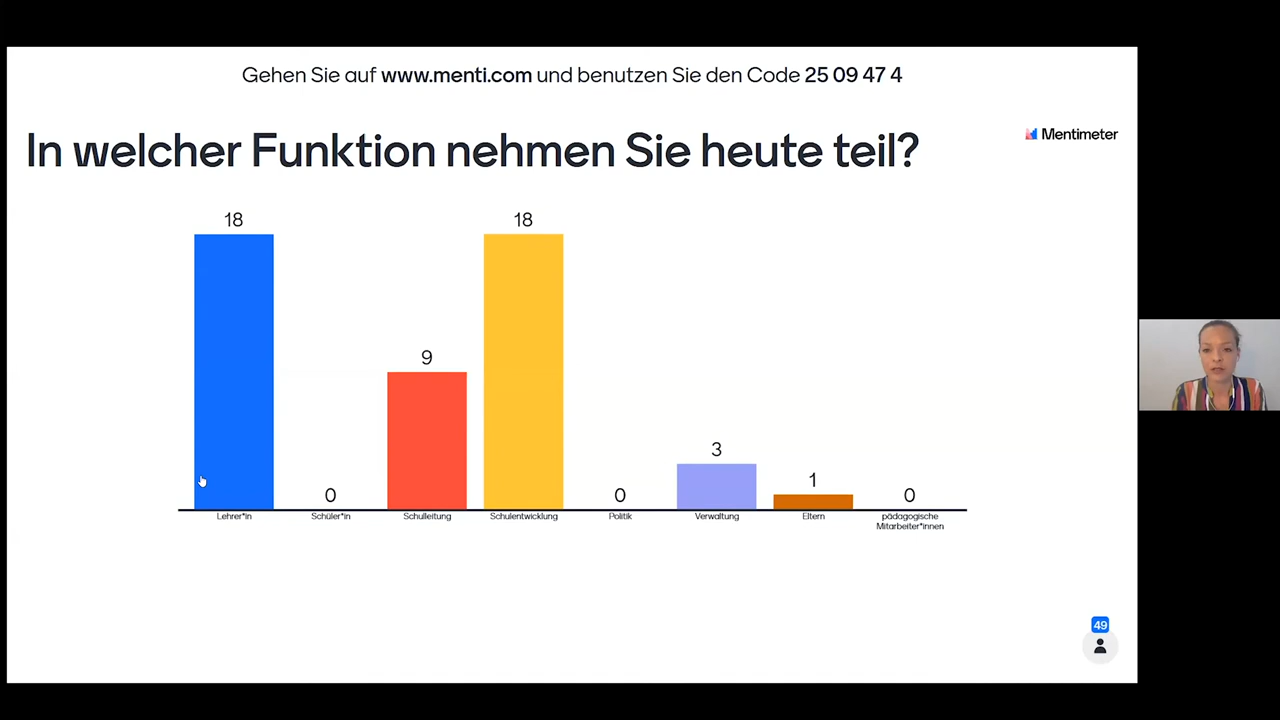 Gehen Sie auf www.menti.com und benutzen Sie den Code 25 09 47 4
In welcher Funktion nehmen Sie heute teil?
Mentimeter
18
0
9
18
0
3
1
0
Lehrer*in
Schüler*in
Schulleitung
Schulentwicklung
Politik
Verwaltung
Eltern
pädagogische
Mitarbeiter*innen
49